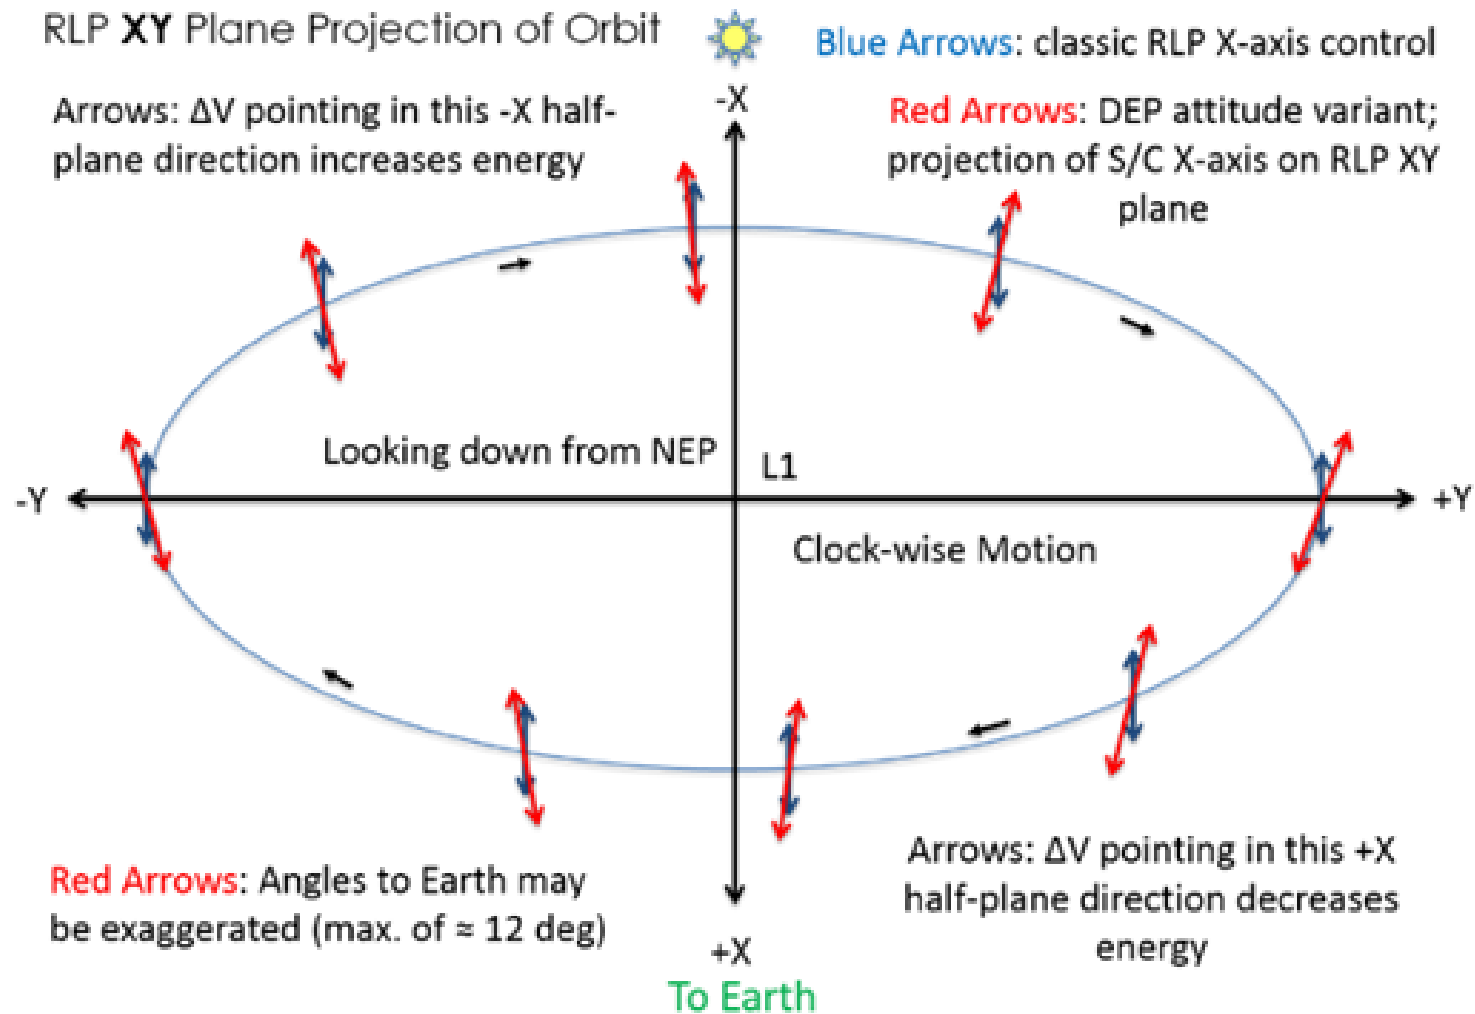 RLP XY Plane Projection of Orbit
Blue Arrows: classic RLP X-axis control
-X
Arrows: ΔV pointing in this -X half-
plane direction increases energy
Red Arrows: DEP attitude variant;
projection of S/C X-axis on RLP XY
plane
Looking down from NEP
L1
-Y
+Y
Clock-wise Motion
Red Arrows: Angles to Earth may
be exaggerated (max. of ≈ 12 deg)
Arrows: ΔV pointing in this +X
half-plane direction decreases
energy
+X
To Earth